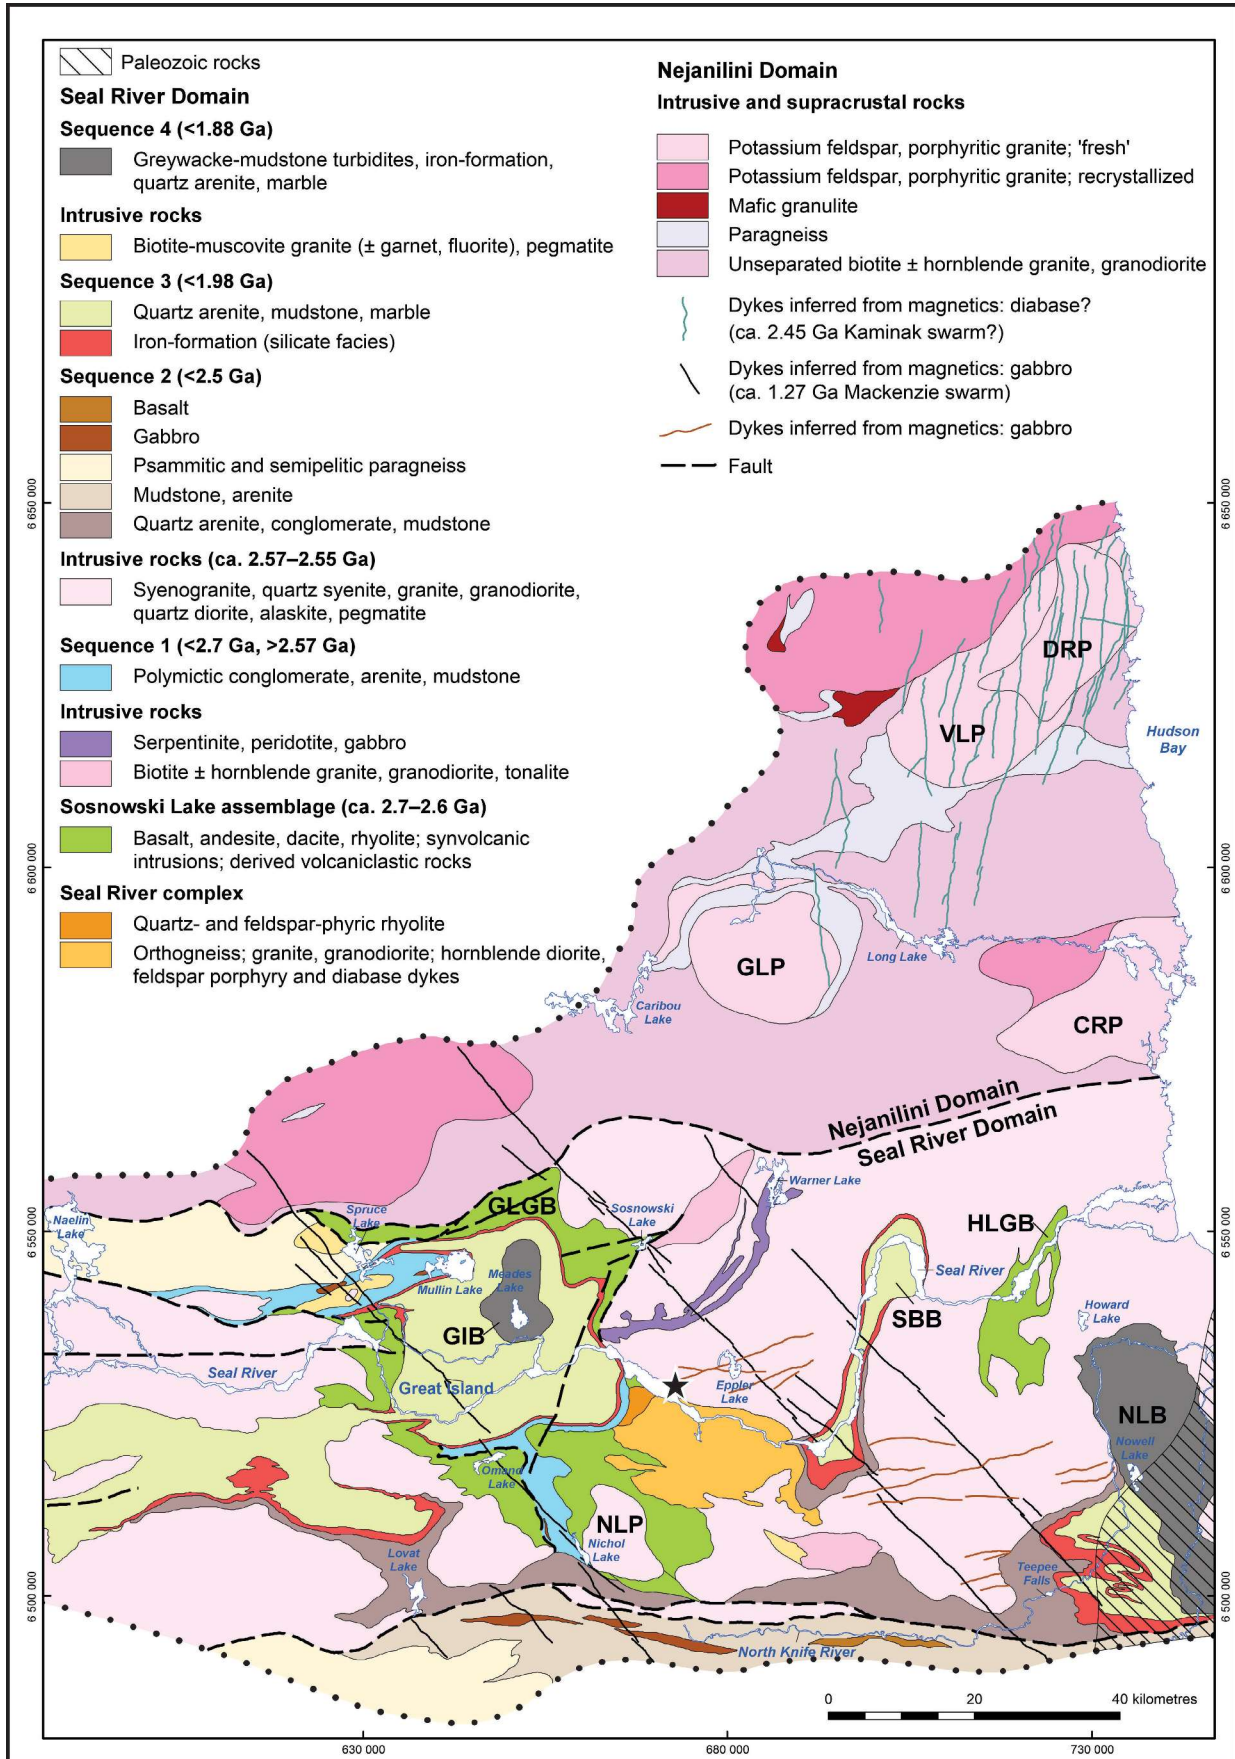 Paleozoic rocks
Seal River Domain
Sequence 4 (<1.88 Ga)
Greywacke-mudstone turbidites, iron-formation,
quartz arenite, marble
Intrusive rocks
Biotite-muscovite granite (± garnet, fluorite), pegmatite
Sequence 3 (<1.98 Ga)
Quartz arenite, mudstone, marble
Iron-formation (silicate facies)
Sequence 2 (<2.5 Ga)
Basalt
Gabbro
Psammitic and semipelitic paragneiss
Mudstone, arenite
Quartz arenite, conglomerate, mudstone
Intrusive rocks (ca. 2.57–2.55 Ga)
Syenogranite, quartz syenite, granite, granodiorite,
quartz diorite, alaskite, pegmatite
Sequence 1 (<2.7 Ga, >2.57 Ga)
Polymictic conglomerate, arenite, mudstone
Intrusive rocks
Serpentinite, peridotite, gabbro
Biotite ± hornblende granite, granodiorite, tonalite
Sosnowski Lake assemblage (ca. 2.7–2.6 Ga)
Basalt, andesite, dacite, rhyolite; synvolcanic
intrusions; derived volcaniclastic rocks
Seal River complex
Quartz- and feldspar-phyric rhyolite
Orthogneiss; granite, granodiorite; hornblende diorite,
feldspar porphyry and diabase dykes
Nejanilini Domain
Intrusive and supracrustal rocks
Potassium feldspar, porphyritic granite; 'fresh'
Potassium feldspar, porphyritic granite; recrystallized
Mafic granulite
Paragneiss
Unseparated biotite ± hornblende granite, granodiorite
Dykes inferred from magnetics: diabase?
(ca. 2.45 Ga Kaminak swarm?)
Dykes inferred from magnetics: gabbro
(ca. 1.27 Ga Mackenzie swarm)
Dykes inferred from magnetics: gabbro
Fault
6 650 000
6 650 000
DRP
VLP
Hudson
Bay
6 600 000
6 600 000
GLP
Long Lake
Caribou
Lake
CRP
Nejanilini Domain
Seal River Domain
Warner Lake
GLGB
Spruce
Lake
Sosnowski
Lake
HLGB
Naelin
Lake
6 550 000
6 550 000
Seal River
Meades
Lake
Mullin Lake
SBB
Howard
Lake
GIB
Seal River
Great Island
Eppler
Lake
NLB
Nowell
Lake
Omand
Lake
NLP
Nichol
Lake
Lovat
Lake
Teepee
Falls
6 500 000
6 500 000
North Knife River
0 20 40 kilometres
630 000 680 000 730 000